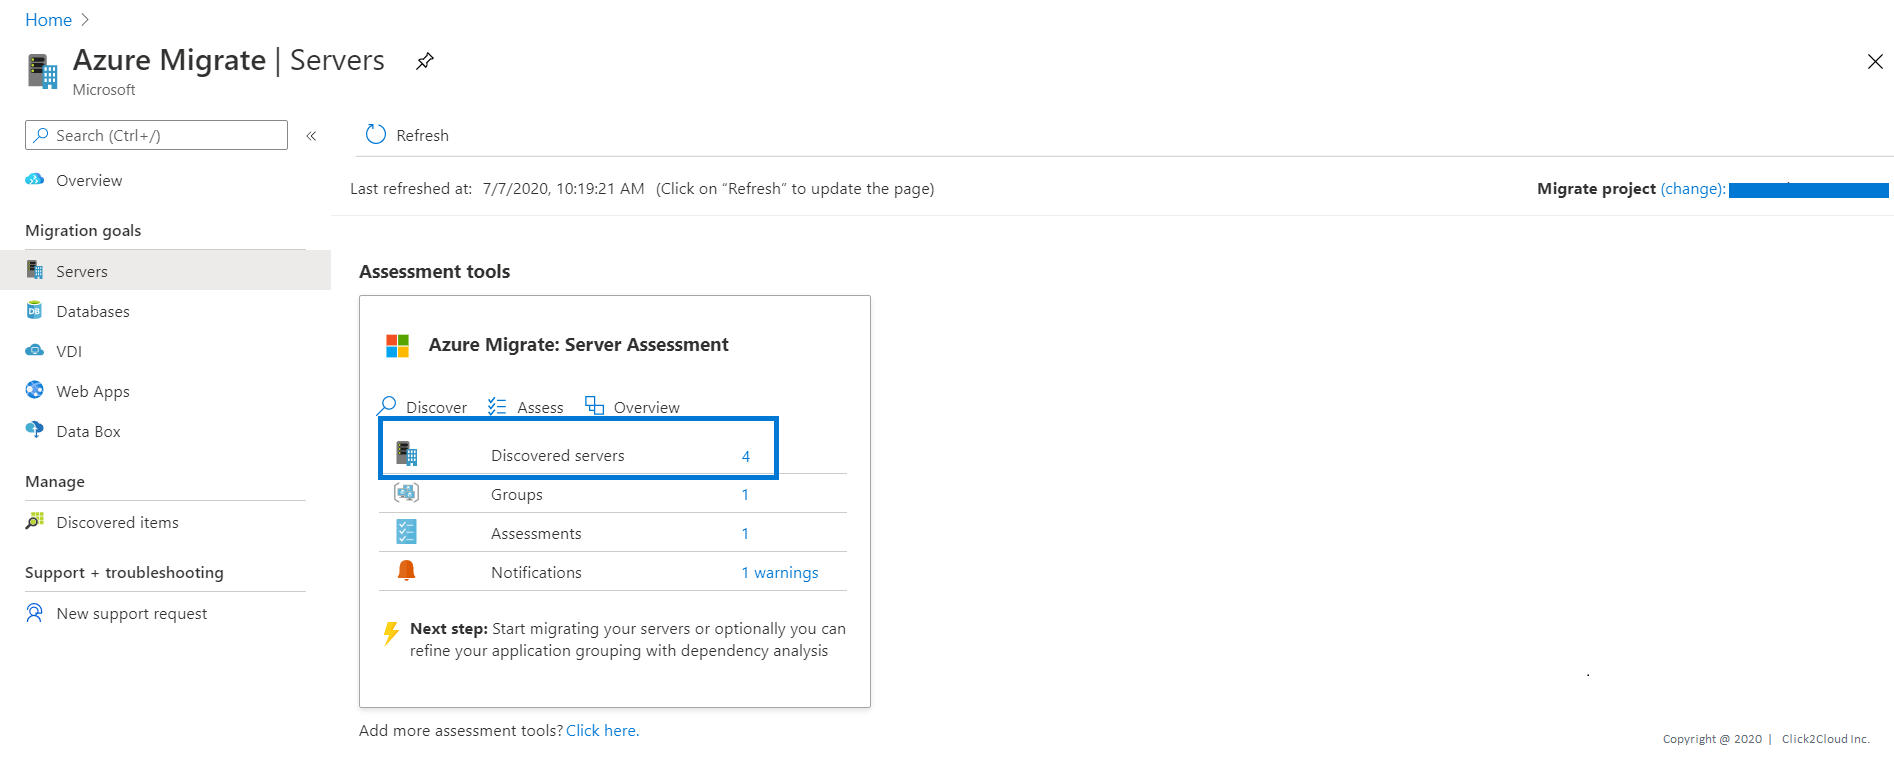 Home
Azure Migrate | Servers
Microsoft
Search (Ctrl+/)
«
Refresh
Overview
Last refreshed at: 7/7/2020, 10:19:21 AM (Click on “Refresh” to update the page)
Migrate project (change):
Migration goals
Servers
Databases
VDI
Web Apps
Data Box
Manage
Discovered items
Support + troubleshooting
New support request
Assessment tools
Azure Migrate: Server Assessment
Discover Assess Overview
Discovered servers 4
Groups 1
Assessments 1
Notifications 1 warnings
Next step: Start migrating your servers or optionally you can
refine your application grouping with dependency analysis
Add more assessment tools? Click here.
Copyright @ 2020 | Click2Cloud Inc.